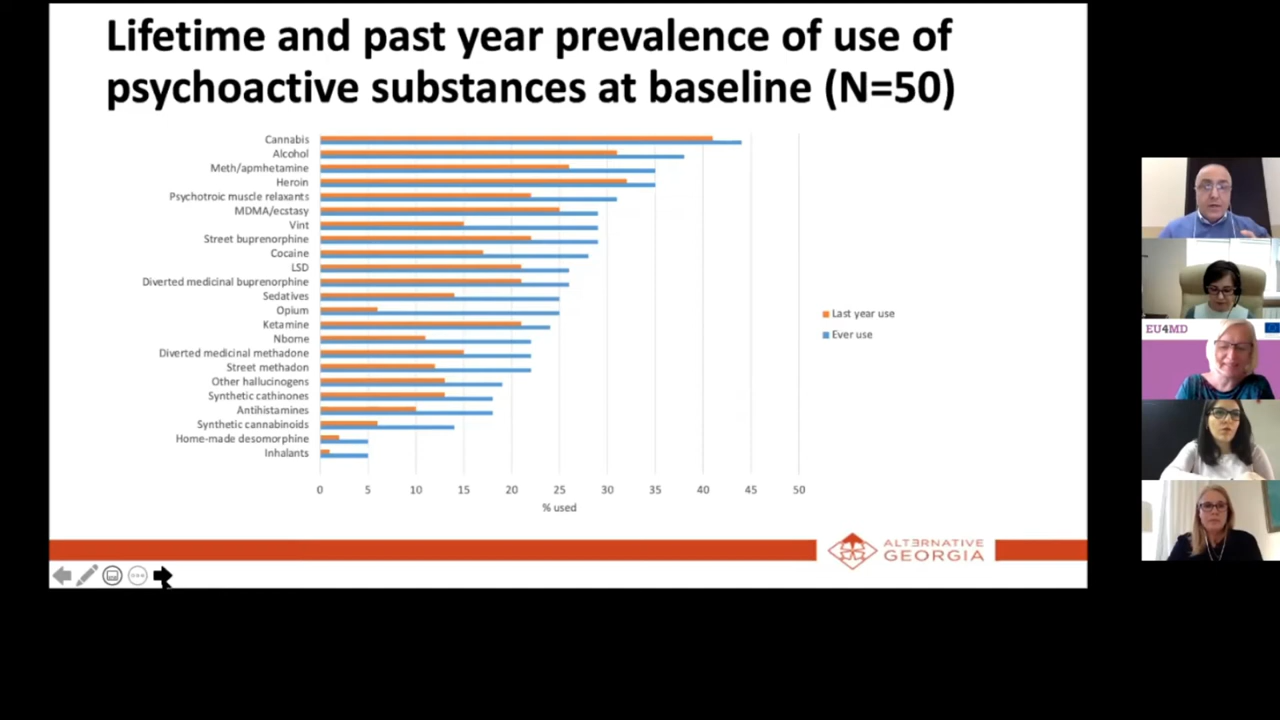 Lifetime and past year prevalence of use of
psychoactive substances at baseline (N=50)
Cannabis
Alcohol
Meth/apmhetamine
Heroin
Psychotroic muscle relaxants
MDMA/ecstasy
Vint
Street buprenorphine
Cocaine
LSD
Diverted medicinal buprenorphine
Sedatives
Opium
Ketamine
Nbome
Diverted medicinal methadone
Street methadon
Other hallucinogens
Synthetic cathinones
Antihistamines
Synthetic cannabinoids
Home-made desomorphine
Inhalants
0 5 10 15 20 25 30 35 40 45 50
% used
Last year use
Ever use
ALTERNATIVE
GEORGIA
EU4MD